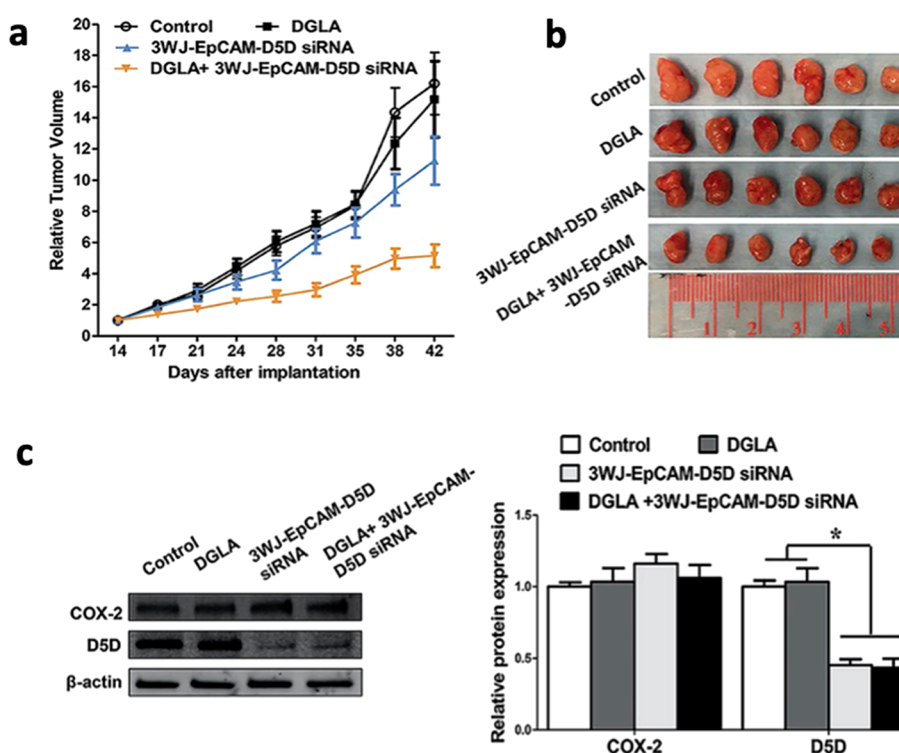 a
Control
DGLA
3WJ-EpCAM-D5D siRNA
DGLA+ 3WJ-EpCAM-D5D siRNA
Relative Tumor Volume
20
18
16
14
12
10
8
6
4
2
0
14 17 21 24 28 31 35 38 42
Days after implantation
b
Control
DGLA
3WJ-EpCAM-D5D siRNA
DGLA+ 3WJ-EpCAM
-D5D siRNA
1 2 3 4 5
c
Control
DGLA
3WJ-EpCAM-D5D
siRNA
DGLA+ 3WJ-EpCAM-
D5D siRNA
COX-2
D5D
β-actin
Control
DGLA
3WJ-EpCAM-D5D siRNA
DGLA +3WJ-EpCAM-D5D siRNA
Relative protein expression
1.5
1.0
0.5
0.0
*
COX-2 D5D